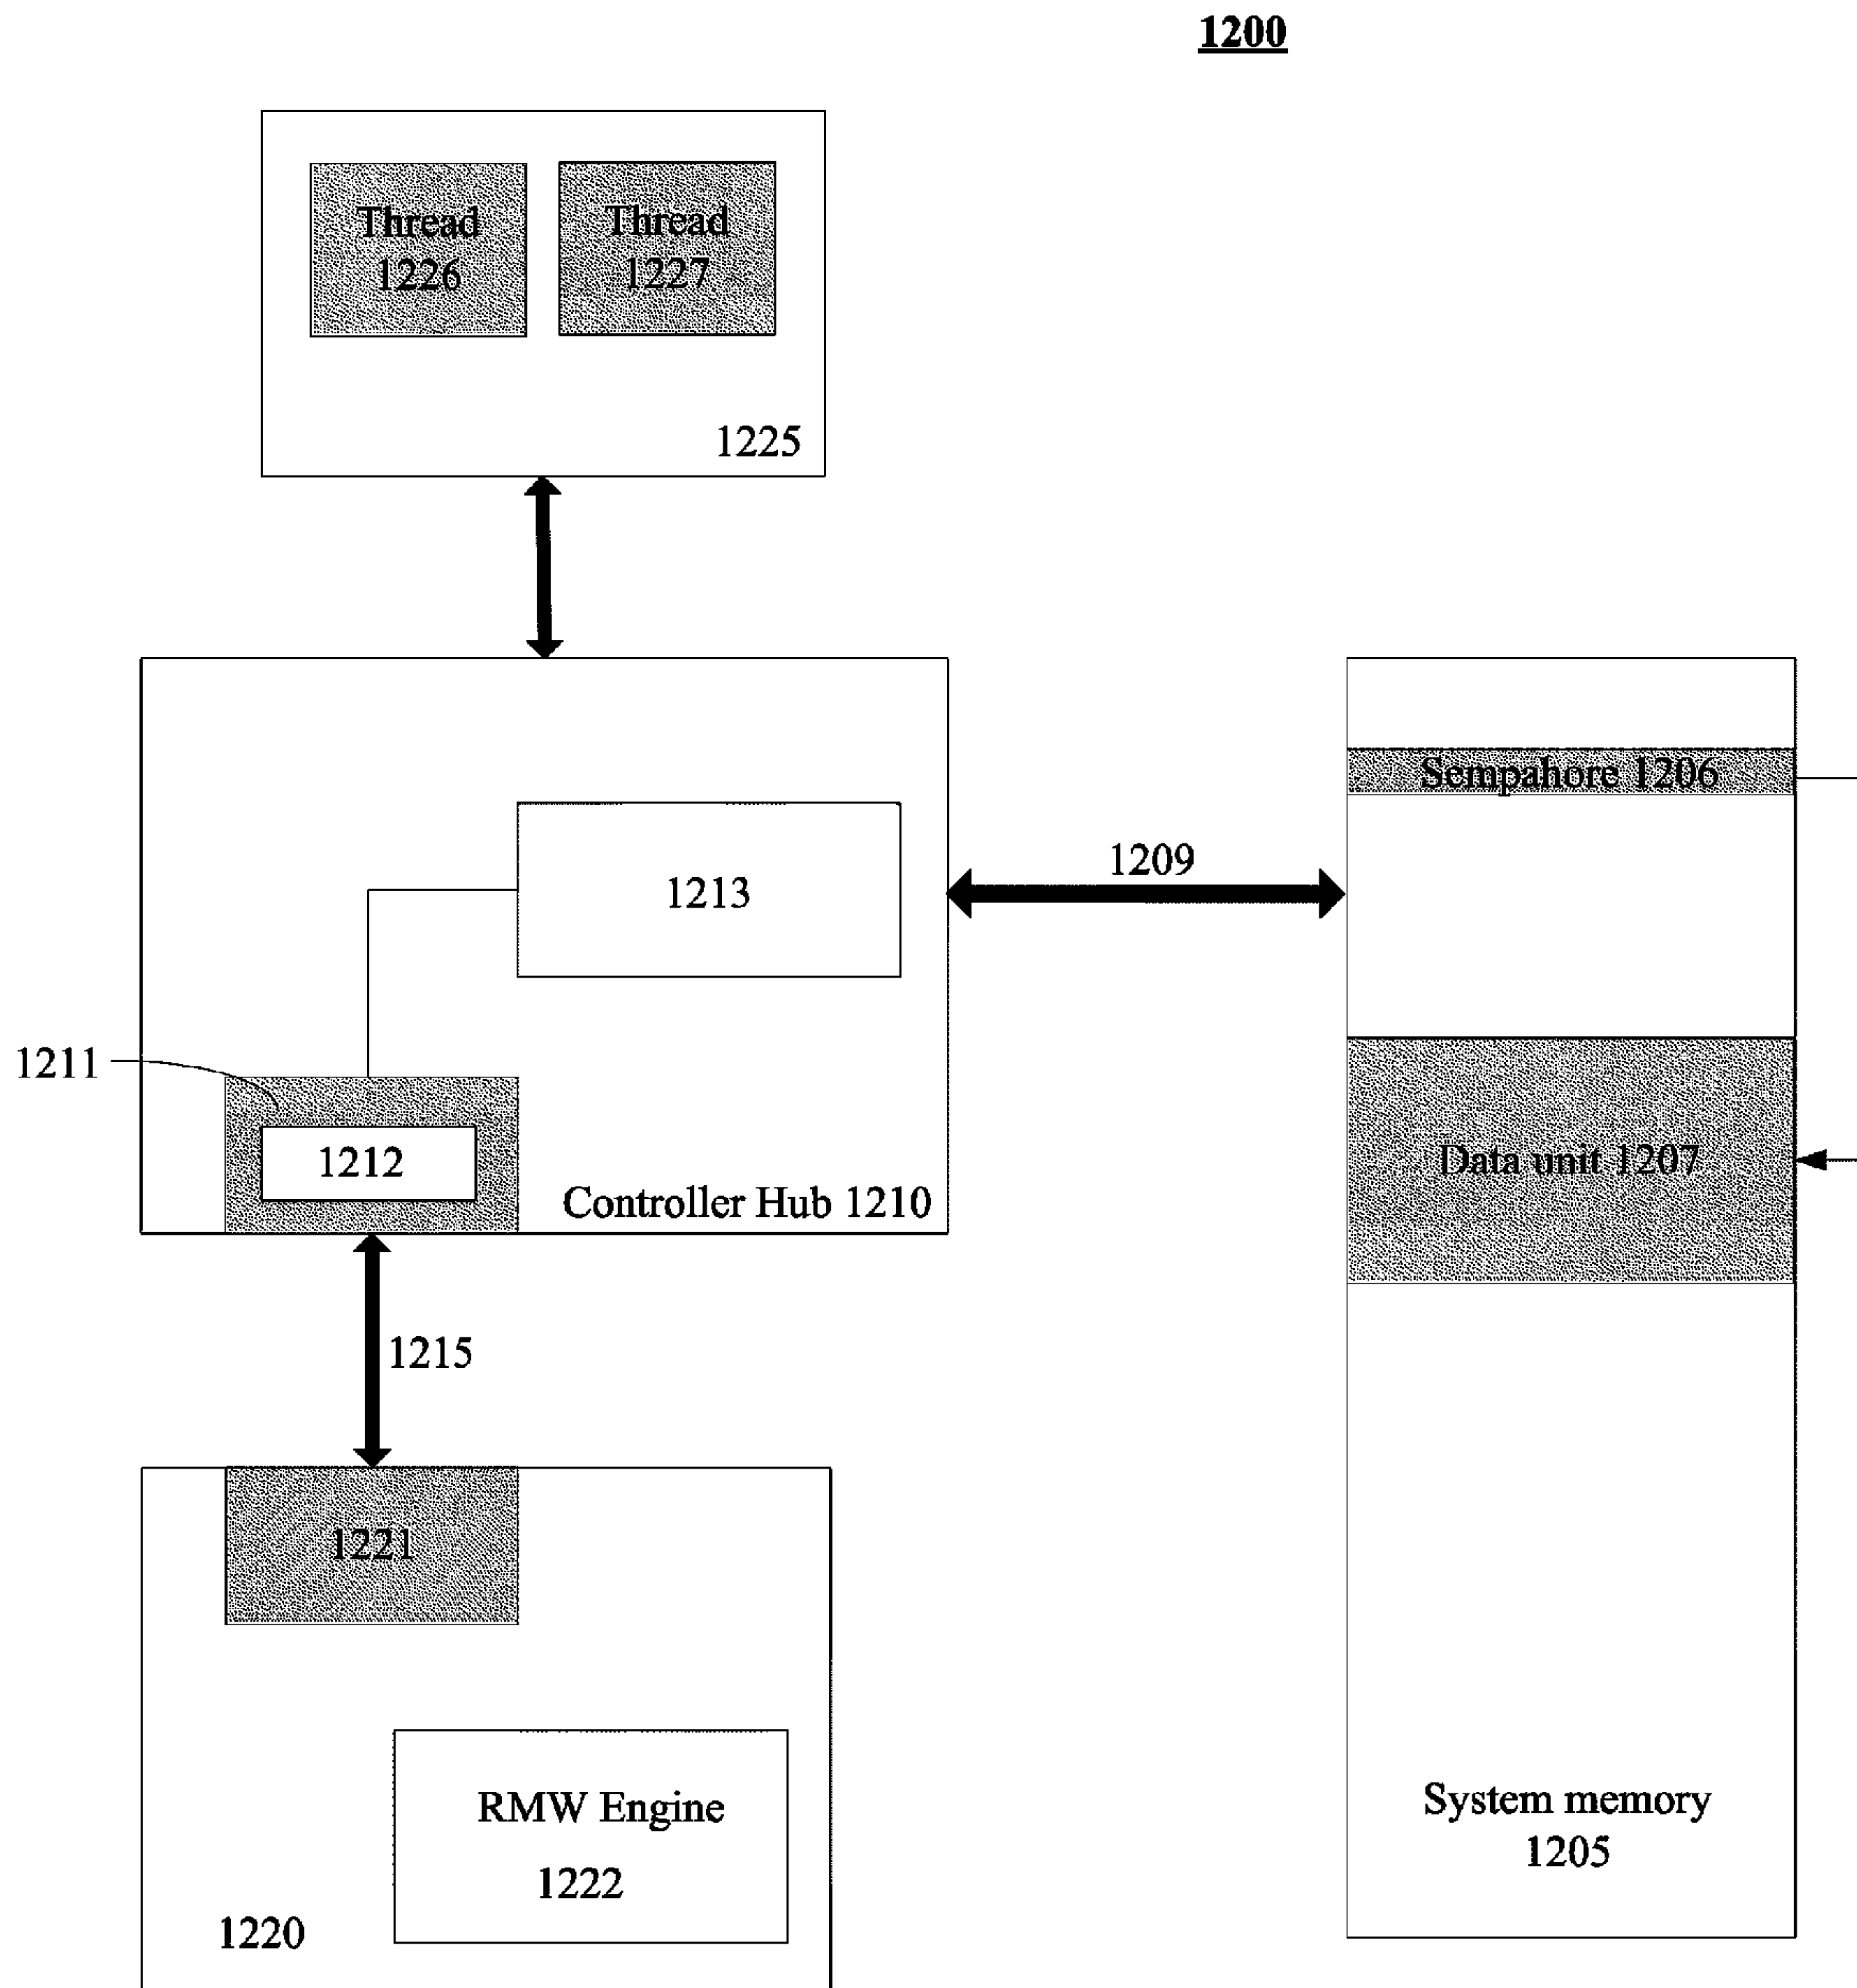 1200
Thread
1226
Thread
1227
1225
Sempahore 1206
1209
1213
1211
1212
Data unit 1207
Controller Hub 1210
1215
1221
RMW Engine
1222
System memory
1205
1220